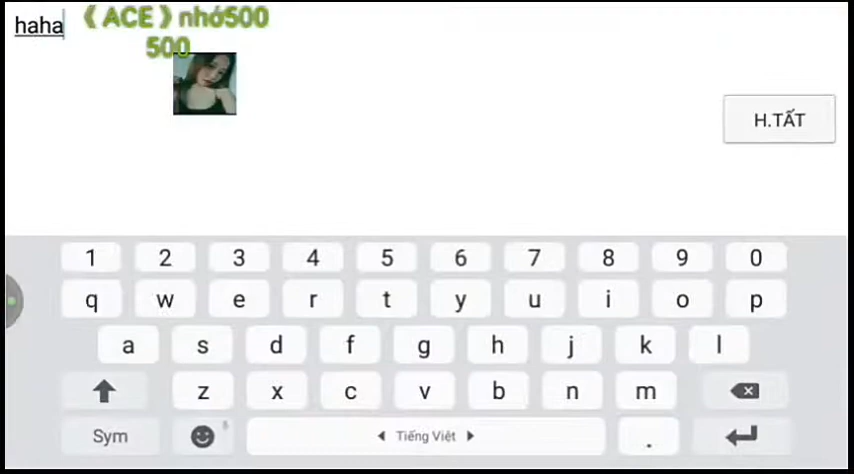 haha
《ACE》nhớ500
500
H.TẤT
1 2 3 4 5 6 7 8 9 0
q w e r t y u i o p
a s d f g h j k l
z x c v b n m
Sym Tiếng Việt .